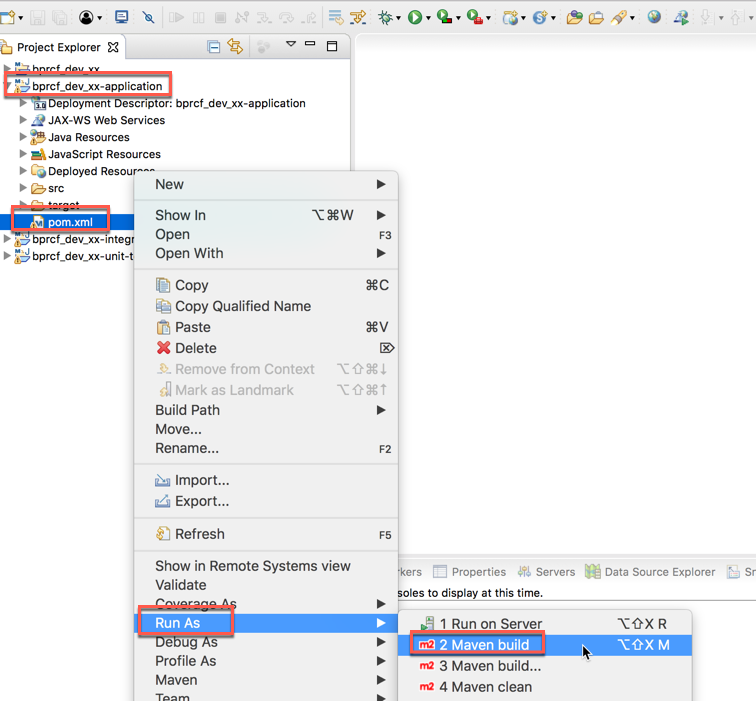 Project Explorer
bprcf_dev_xx
bprcf_dev_xx-application
Deployment Descriptor: bprcf_dev_xx-application
JAX-WS Web Services
Java Resources
JavaScript Resources
Deployed Resources
src
target
pom.xml
bprcf_dev_xx-integr
bprcf_dev_xx-unit-t
New
Show In ⌥⌘W
Open F3
Open With
Copy ⌘C
Copy Qualified Name
Paste ⌘V
Delete ⌦
Remove from Context ⌥⇧⌘↓
Mark as Landmark ⌥⇧⌘↑
Build Path
Move...
Rename... F2
Import...
Export...
Refresh F5
Show in Remote Systems view
Validate
Coverage As
Run As
Debug As
Profile As
Maven
Team
rkers Properties Servers Data Source Explorer Sn
soles to display at this time.
1 Run on Server ⌥⇧X R
m2 2 Maven build ⌥⇧X M
m2 3 Maven build...
m2 4 Maven clean